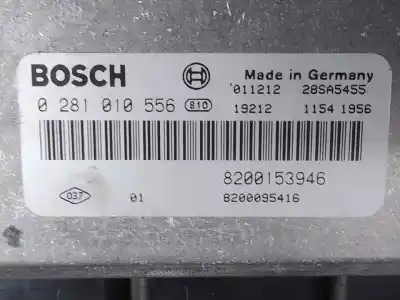 BOSCH
Made in Germany
0 281 010 556 810
011212 28SA5455
19212 1154 1956
8200153946
037 01 8200095416